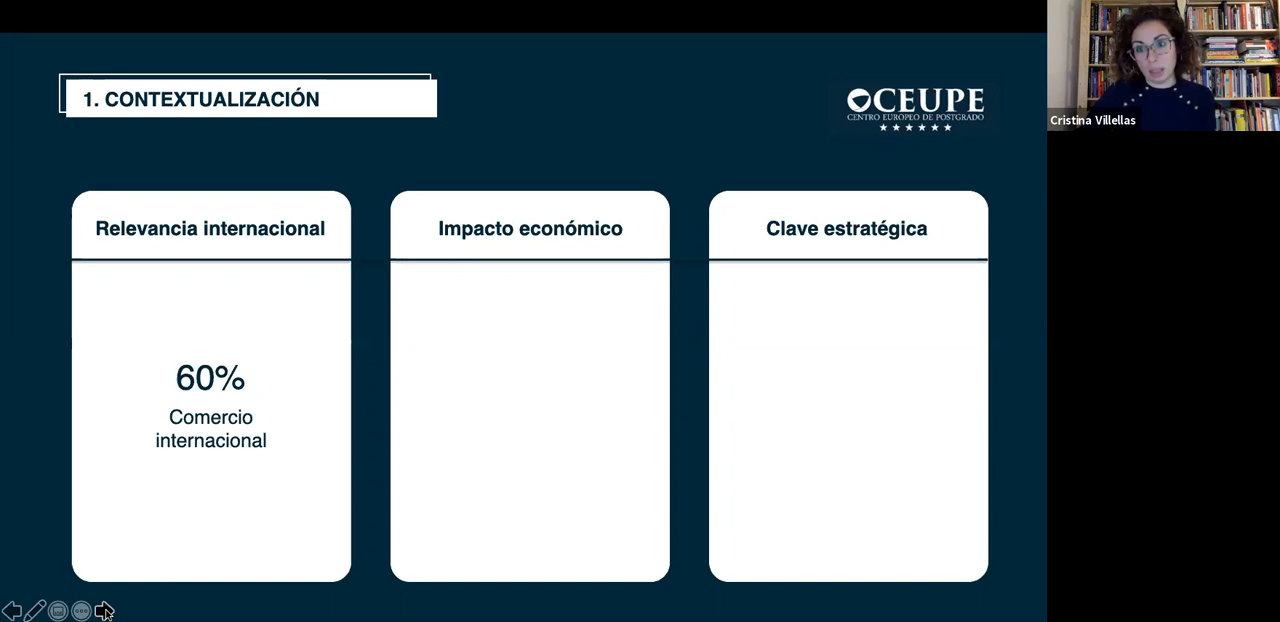 1. CONTEXTUALIZACIÓN
CEUPE
CENTRO EUROPEO DE POSTGRADO
Cristina Villellas
Relevancia internacional
Impacto económico
Clave estratégica
60%
Comercio
internacional